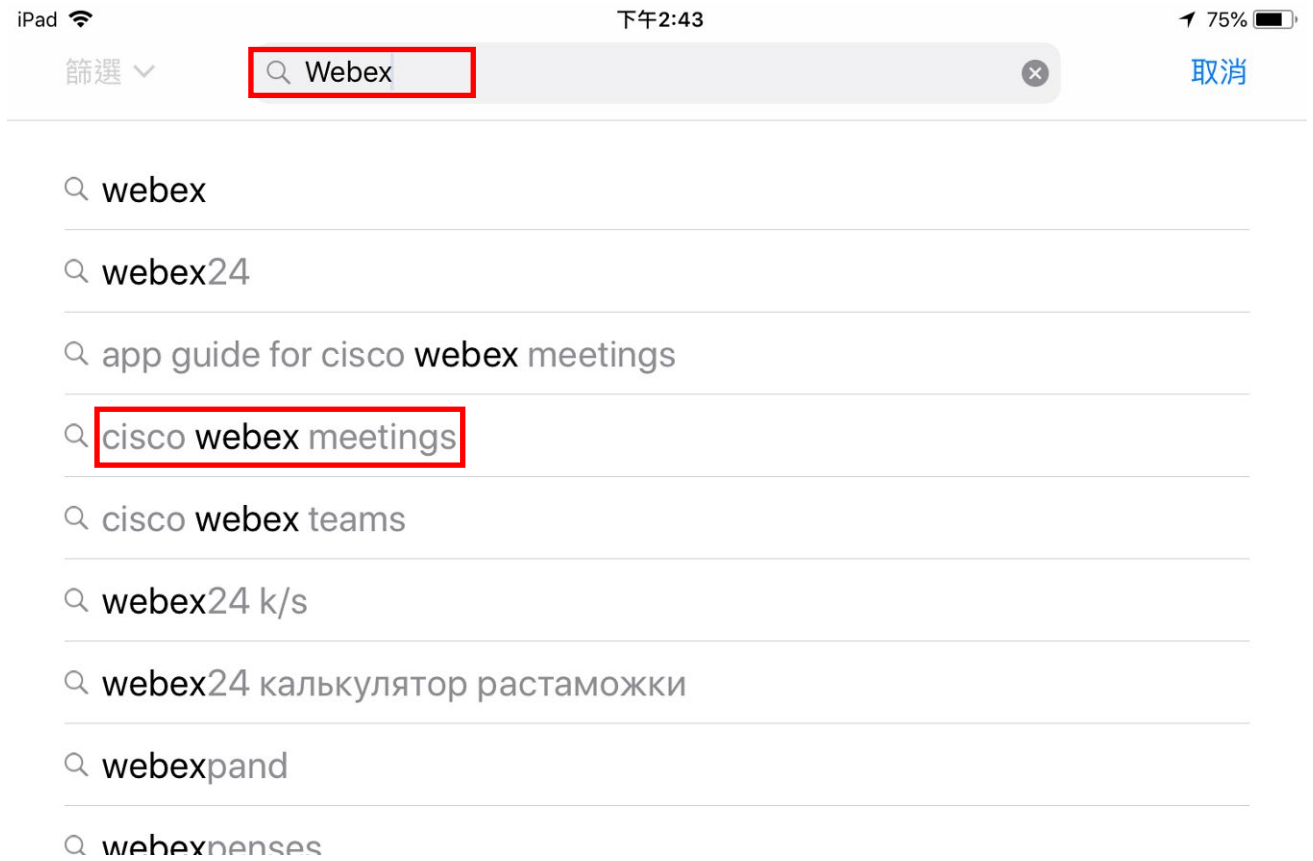 iPad 下午2:43 75%
篩選 Webex 取消
webex
webex24
app guide for cisco webex meetings
cisco webex meetings
cisco webex teams
webex24 k/s
webex24 калькулятор растаможки
webexpand
webexpenses